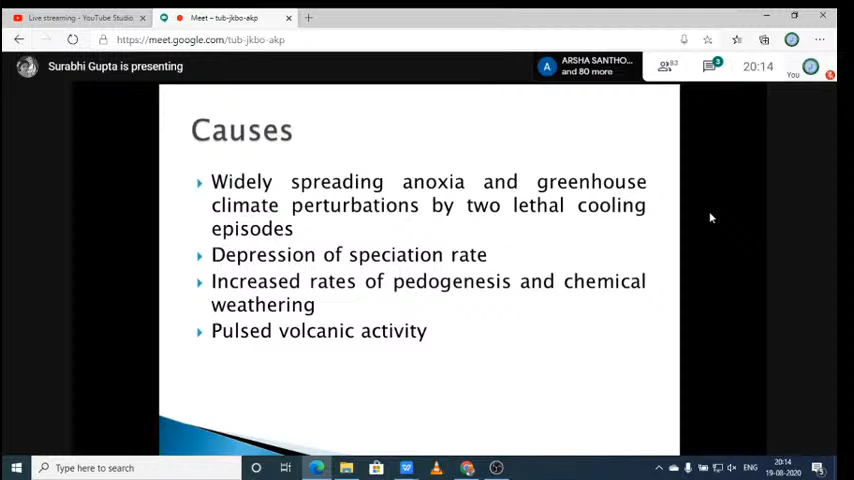 Live streaming - YouTube Studio
Meet – tub-jkbo-akp
https://meet.google.com/tub-jkbo-akp
Surabhi Gupta is presenting
A
ARSHA SANTHO...
and 80 more
83
3
20:14
You
Causes
Widely spreading anoxia and greenhouse
climate perturbations by two lethal cooling
episodes
Depression of speciation rate
Increased rates of pedogenesis and chemical
weathering
Pulsed volcanic activity
Type here to search
ENG
20:14
19-08-2020
5